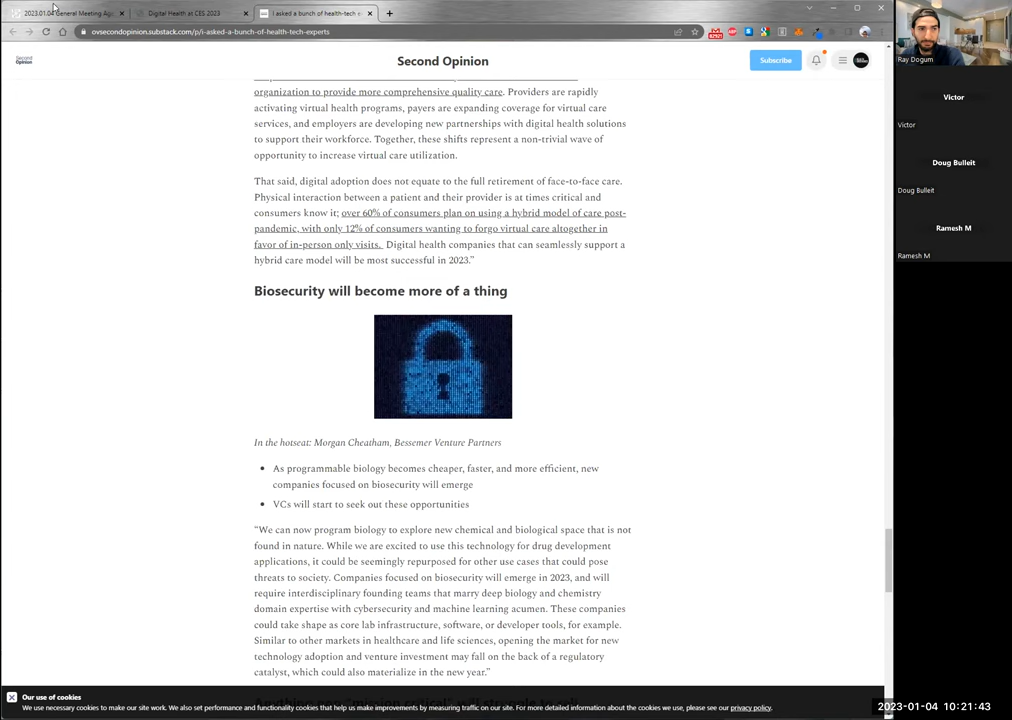 2023.01.04 General Meeting Age
Digital Health at CES 2023
I asked a bunch of health-tech e
ovsecondopinion.substack.com/p/i-asked-a-bunch-of-health-tech-experts
Second
Opinion
Second Opinion
Subscribe
organization to provide more comprehensive quality care. Providers are rapidly
activating virtual health programs, payers are expanding coverage for virtual care
services, and employers are developing new partnerships with digital health solutions
to support their workforce. Together, these shifts represent a non-trivial wave of
opportunity to increase virtual care utilization.
That said, digital adoption does not equate to the full retirement of face-to-face care.
Physical interaction between a patient and their provider is at times critical and
consumers know it; over 60% of consumers plan on using a hybrid model of care post-
pandemic, with only 12% of consumers wanting to forgo virtual care altogether in
favor of in-person only visits. Digital health companies that can seamlessly support a
hybrid care model will be most successful in 2023.”
Biosecurity will become more of a thing
In the hotseat: Morgan Cheatham, Bessemer Venture Partners
• As programmable biology becomes cheaper, faster, and more efficient, new
companies focused on biosecurity will emerge
• VCs will start to seek out these opportunities
“We can now program biology to explore new chemical and biological space that is not
found in nature. While we are excited to use this technology for drug development
applications, it could be seemingly repurposed for other use cases that could pose
threats to society. Companies focused on biosecurity will emerge in 2023, and will
require interdisciplinary founding teams that marry deep biology and chemistry
domain expertise with cybersecurity and machine learning acumen. These companies
could take shape as core lab infrastructure, software, or developer tools, for example.
Similar to other markets in healthcare and life sciences, opening the market for new
technology adoption and venture investment may fall on the back of a regulatory
catalyst, which could also materialize in the new year.”
Our use of cookies
We use necessary cookies to make our site work. We also set performance and functionality cookies that help us make improvements by measuring traffic on our site. For more detailed information about the cookies we use, please see our privacy policy.
Ray Dogum
Victor
Victor
Doug Bulleit
Doug Bulleit
Ramesh M
Ramesh M
2023-01-04 10:21:43